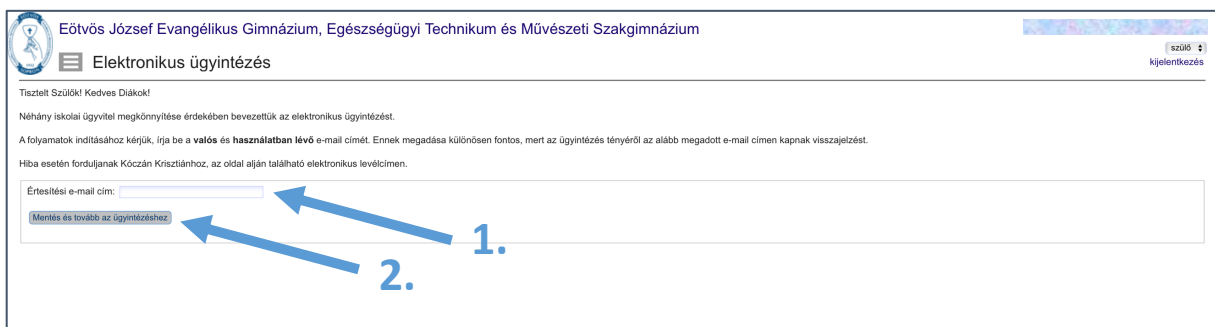 Eötvös József Evangélikus Gimnázium, Egészségügyi Technikum és Művészeti Szakgimnázium
szülő
Elektronikus ügyintézés
kijelentkezés
Tisztelt Szülők! Kedves Diákok!
Néhány iskolai ügyvitel megkönnyítése érdekében bevezettük az elektronikus ügyintézést.
A folyamatok indításához kérjük, írja be a valós és használatban lévő e-mail címét. Ennek megadása különösen fontos, mert az ügyintézés tényéről az alább megadott e-mail címen kapnak visszajelzést.
Hiba esetén forduljanak Kóczán Krisztiánhoz, az oldal alján található elektronikus levélcímen.
Értesítési e-mail cím:
Mentés és tovább az ügyintézéshez
1.
2.